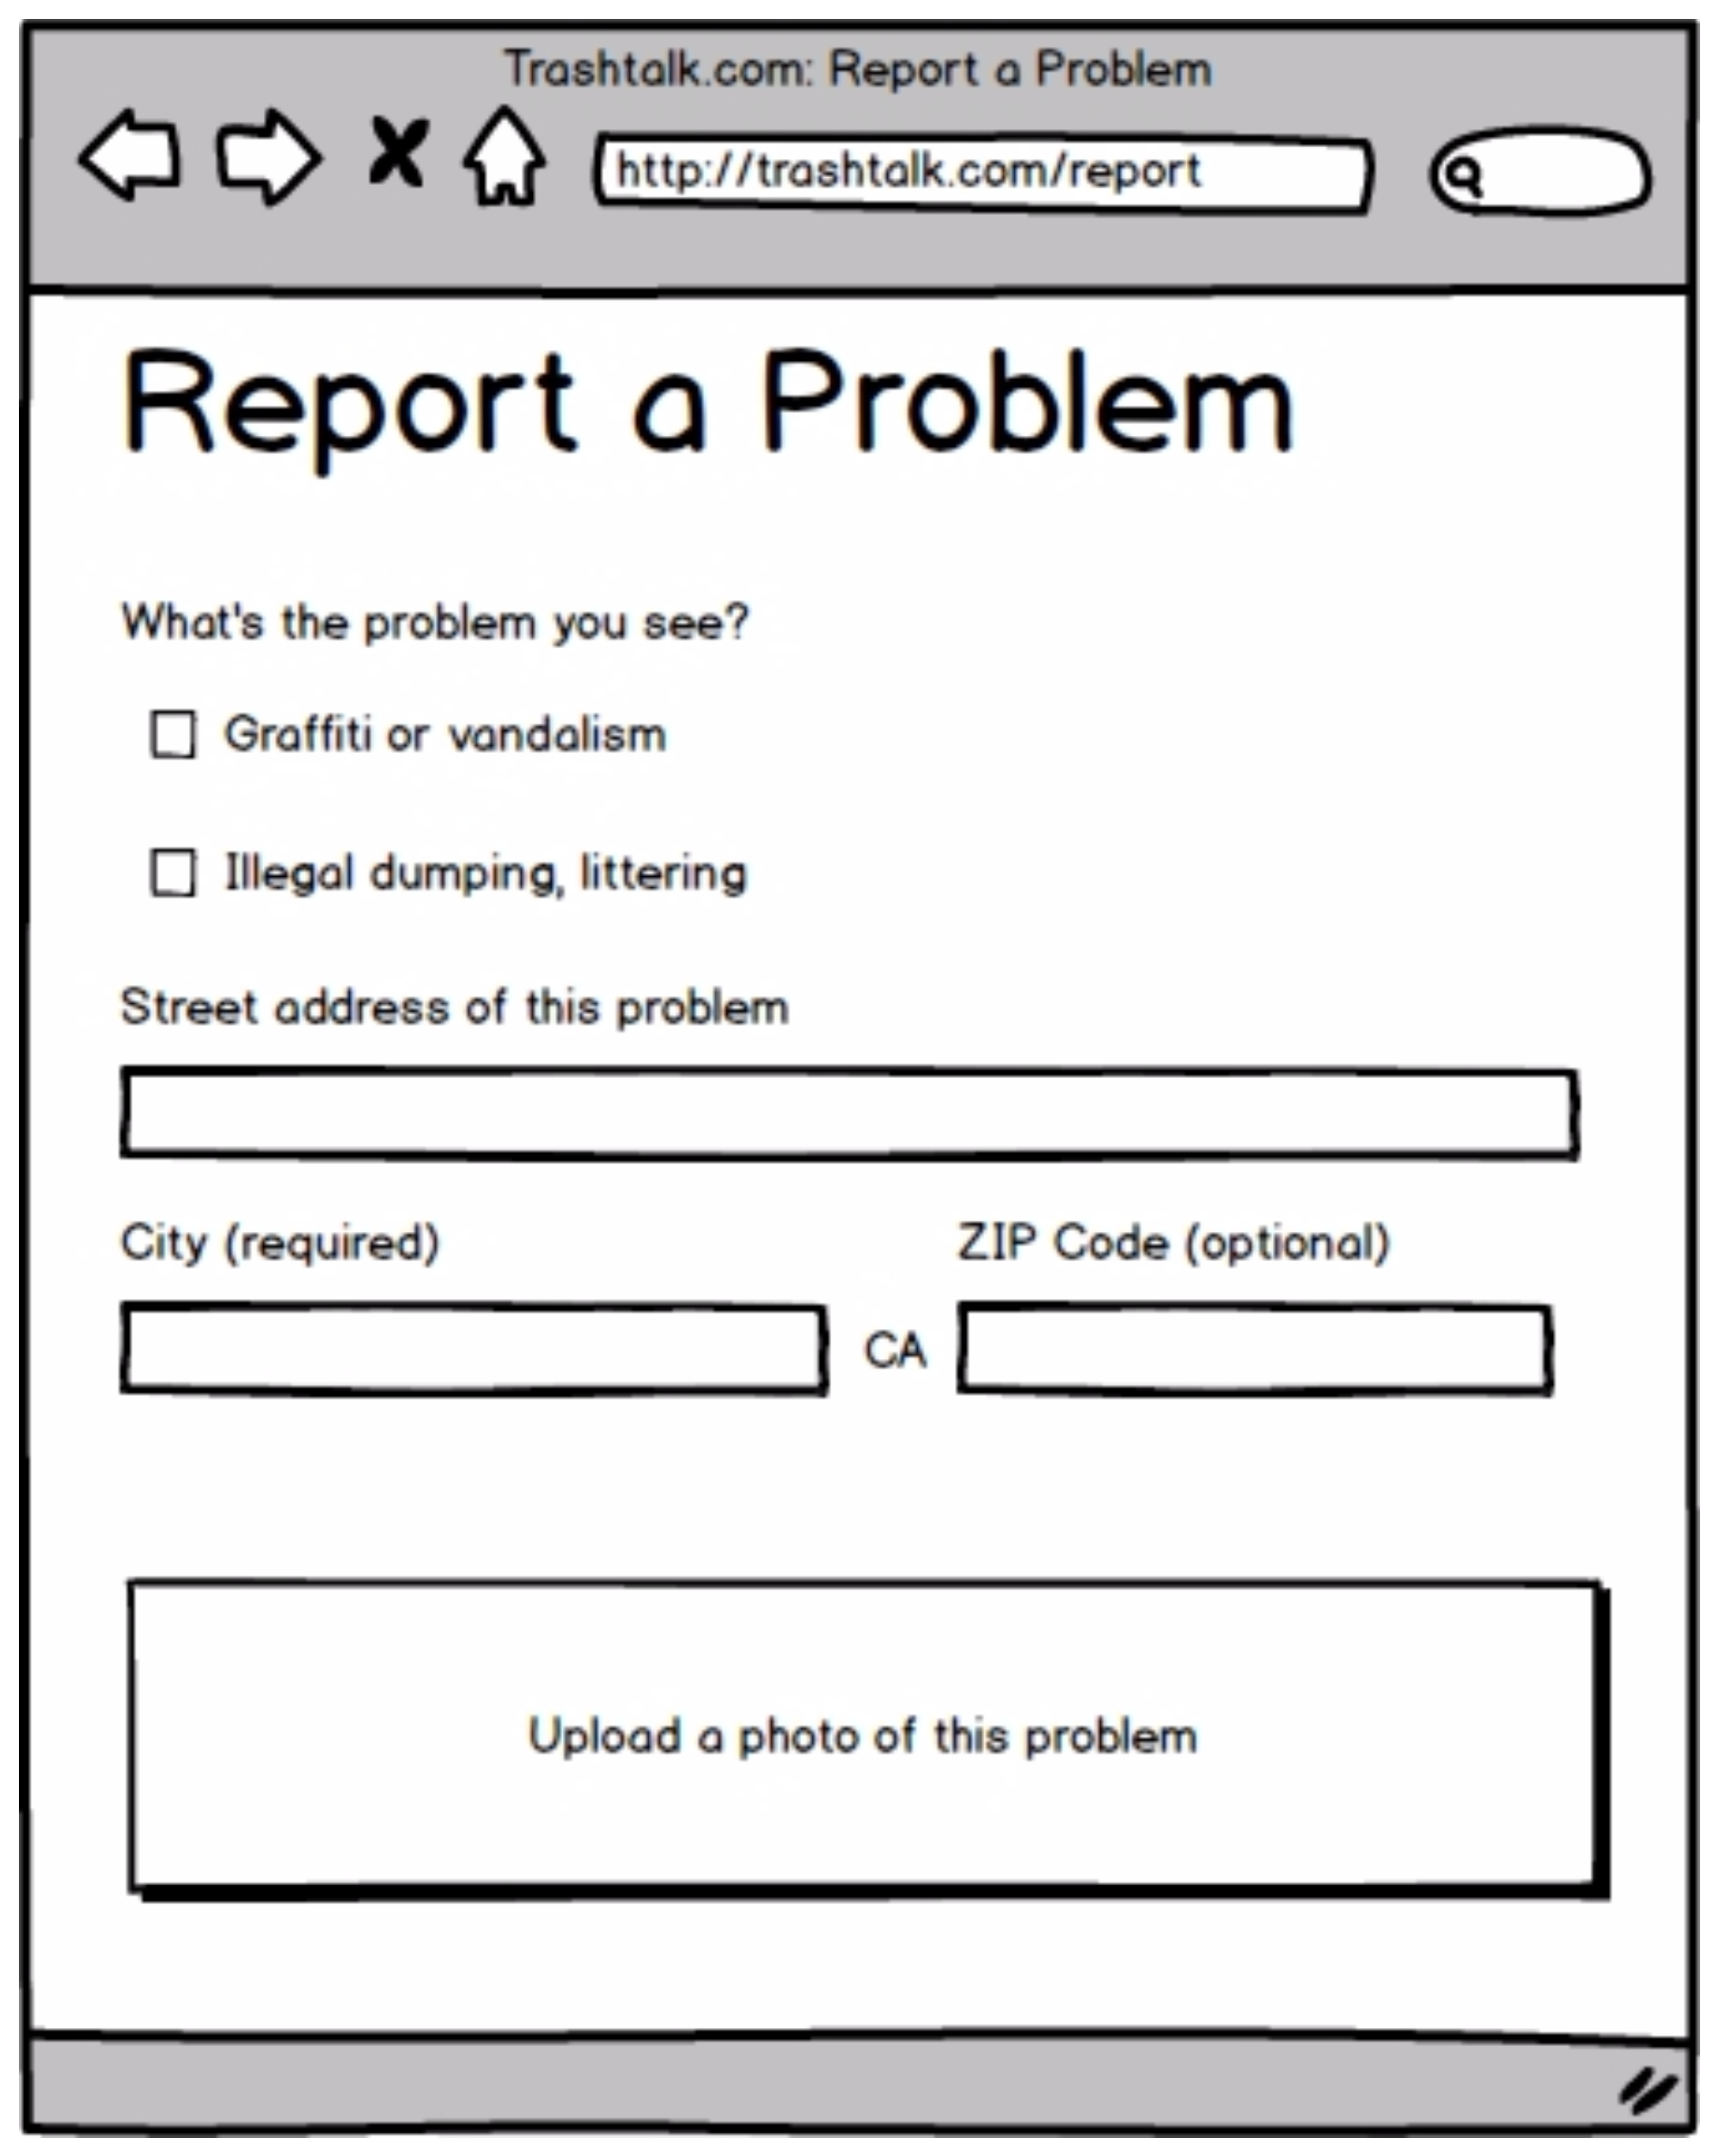 Trashtalk.com: Report a Problem
http://trashtalk.com/report
Report a Problem
What's the problem you see?
Graffiti or vandalism
Illegal dumping, littering
Street address of this problem
City (required)
ZIP Code (optional)
CA
Upload a photo of this problem